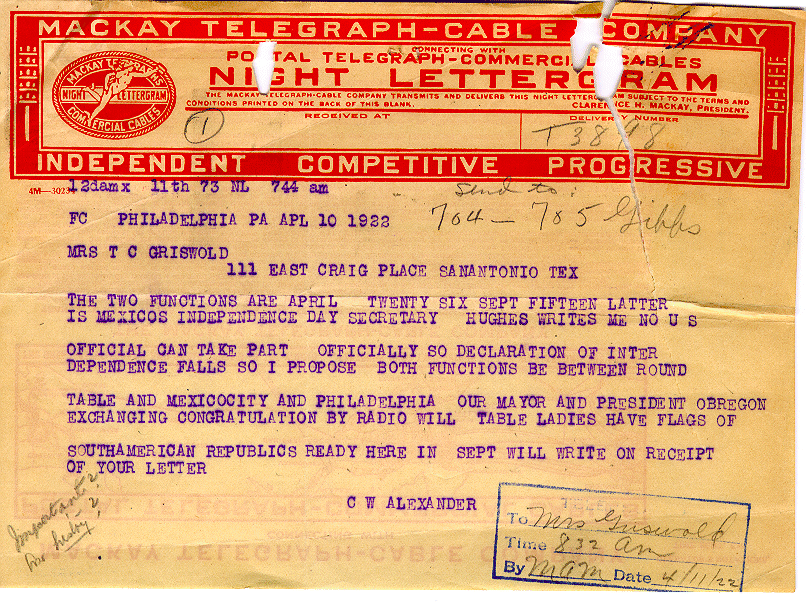 MACKAY TELEGRAPH-CABLE COMPANY
CONNECTING WITH
POSTAL TELEGRAPH-COMMERCIAL CABLES
NIGHT LETTERGRAM
MACKAY TELEGRAPHS
NIGHT LETTERGRAM
COMMERCIAL CABLES
THE MACKAY TELEGRAPH-CABLE COMPANY TRANSMITS AND DELIVERS THIS NIGHT LETTERGRAM SUBJECT TO THE TERMS AND
CONDITIONS PRINTED ON THE BACK OF THIS BLANK. CLARENCE H. MACKAY, PRESIDENT.
RECEIVED AT DELIVERY NUMBER
1
INDEPENDENT COMPETITIVE PROGRESSIVE
4M—3023
12damx 11th 73 NL 744 am
Send to:
704 - 705 Gibbs
FC PHILADELPHIA PA APL 10 1922
MRS T C GRISWOLD
111 EAST CRAIG PLACE SANANTONIO TEX
THE TWO FUNCTIONS ARE APRIL TWENTY SIX SEPT FIFTEEN LATTER
IS MEXICOS INDEPENDENCE DAY SECRETARY HUGHES WRITES ME NO U S
OFFICIAL CAN TAKE PART OFFICIALLY SO DECLARATION OF INTER
DEPENDENCE FALLS SO I PROPOSE BOTH FUNCTIONS BE BETWEEN ROUND
TABLE AND MEXICOCITY AND PHILADELPHIA OUR MAYOR AND PRESIDENT OBREGON
EXCHANGING CONGRATULATION BY RADIO WILL TABLE LADIES HAVE FLAGS OF
SOUTHAMERICAN REPUBLICS READY HERE IN SEPT WILL WRITE ON RECEIPT
OF YOUR LETTER
C W ALEXANDER
Important?
To Mrs Griswold
Time 832 am
By MAM Date 4/11/22